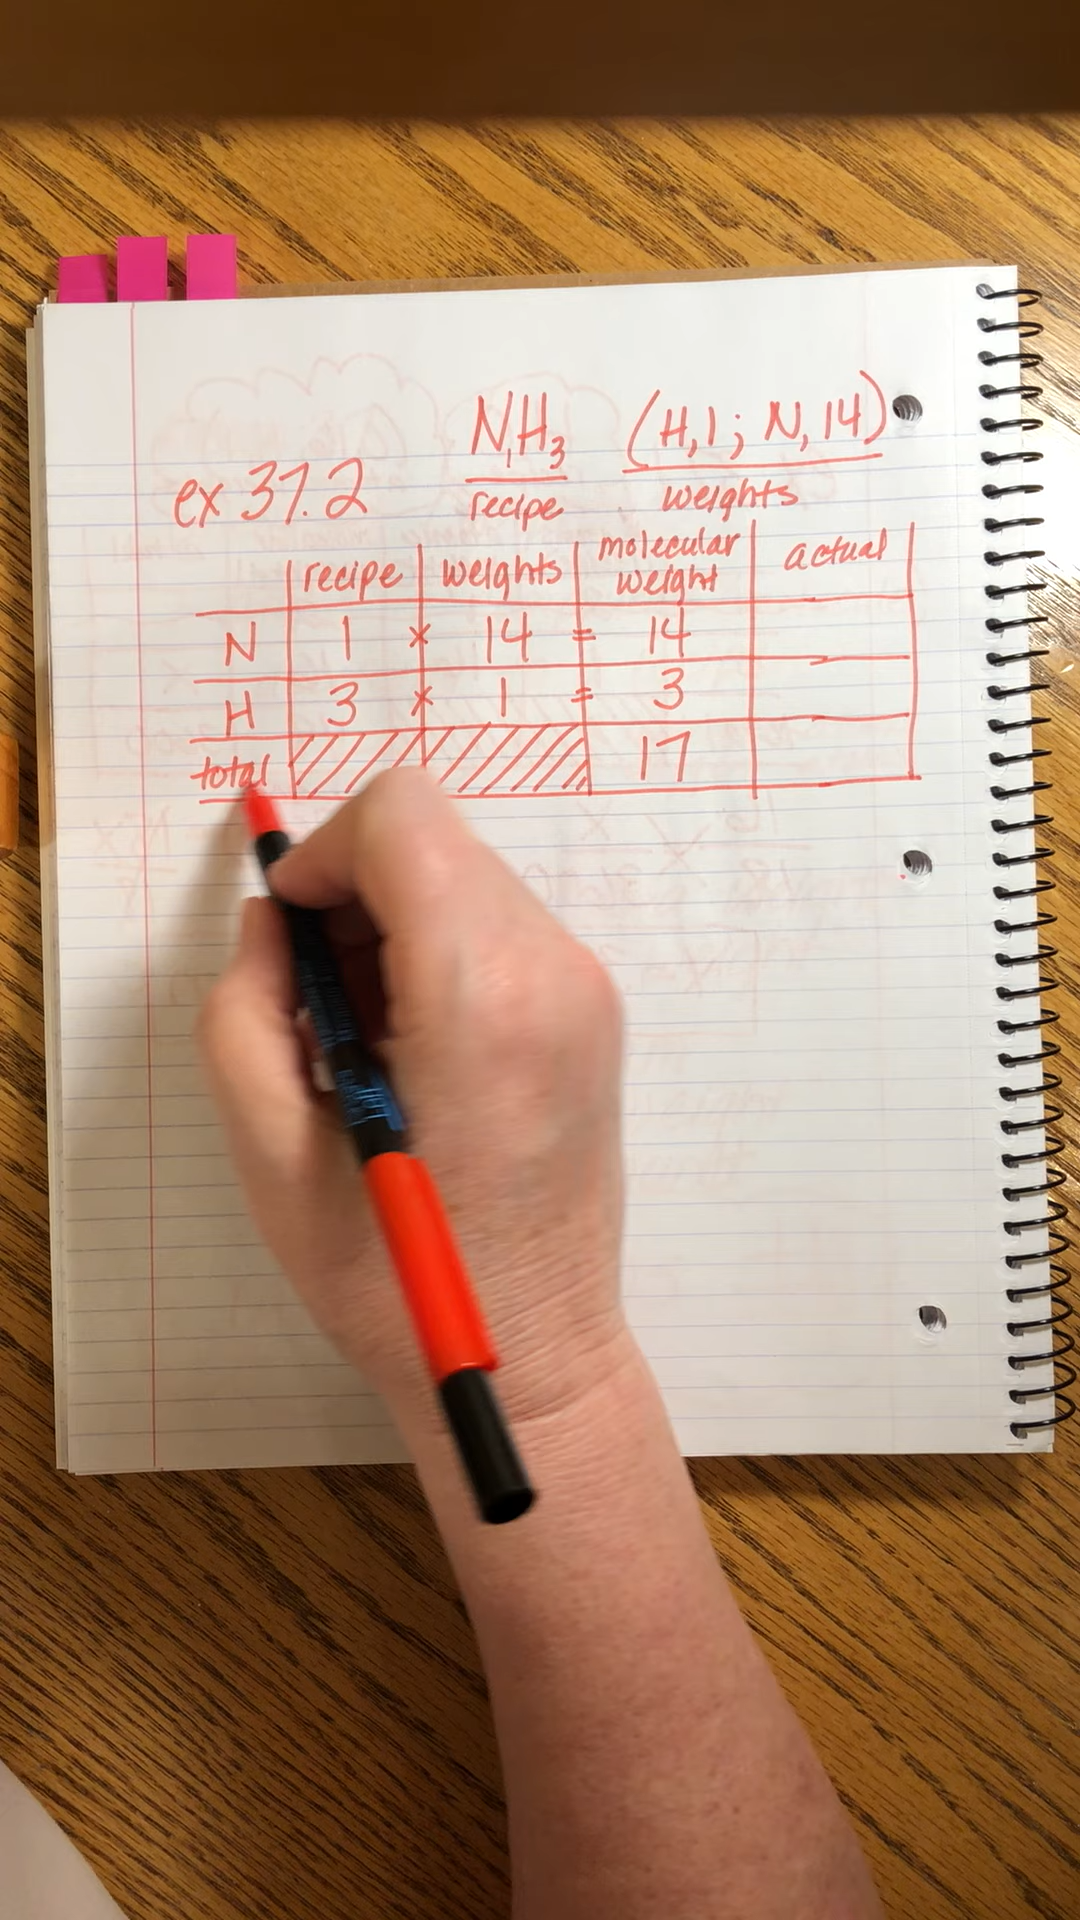 N₁H₃ (H,1; N,14)
ex 37.2 recipe weights
recipe weights molecular weight actual
N 1 × 14 = 14
H 3 × 1 = 3
total 17